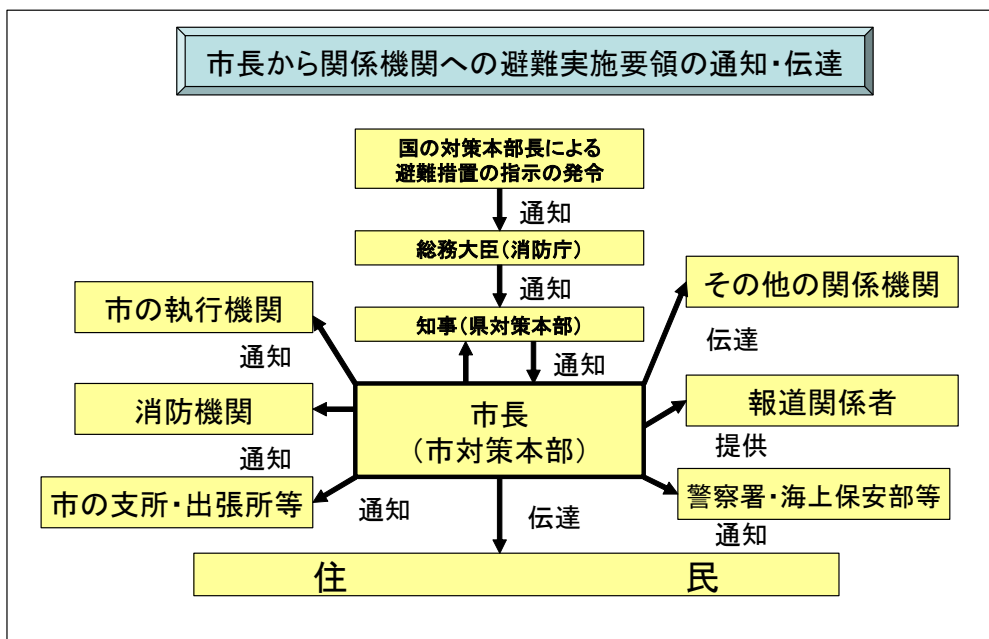 市長から関係機関への避難実施要領の通知・伝達
国の対策本部長による
避難措置の指示の発令
通知
総務大臣(消防庁)
通知
知事(県対策本部)
通知
市の執行機関
通知
消防機関
通知
市の支所・出張所等
通知
市長
(市対策本部)
その他の関係機関
伝達
報道関係者
提供
警察署・海上保安部等
通知
伝達
住 民